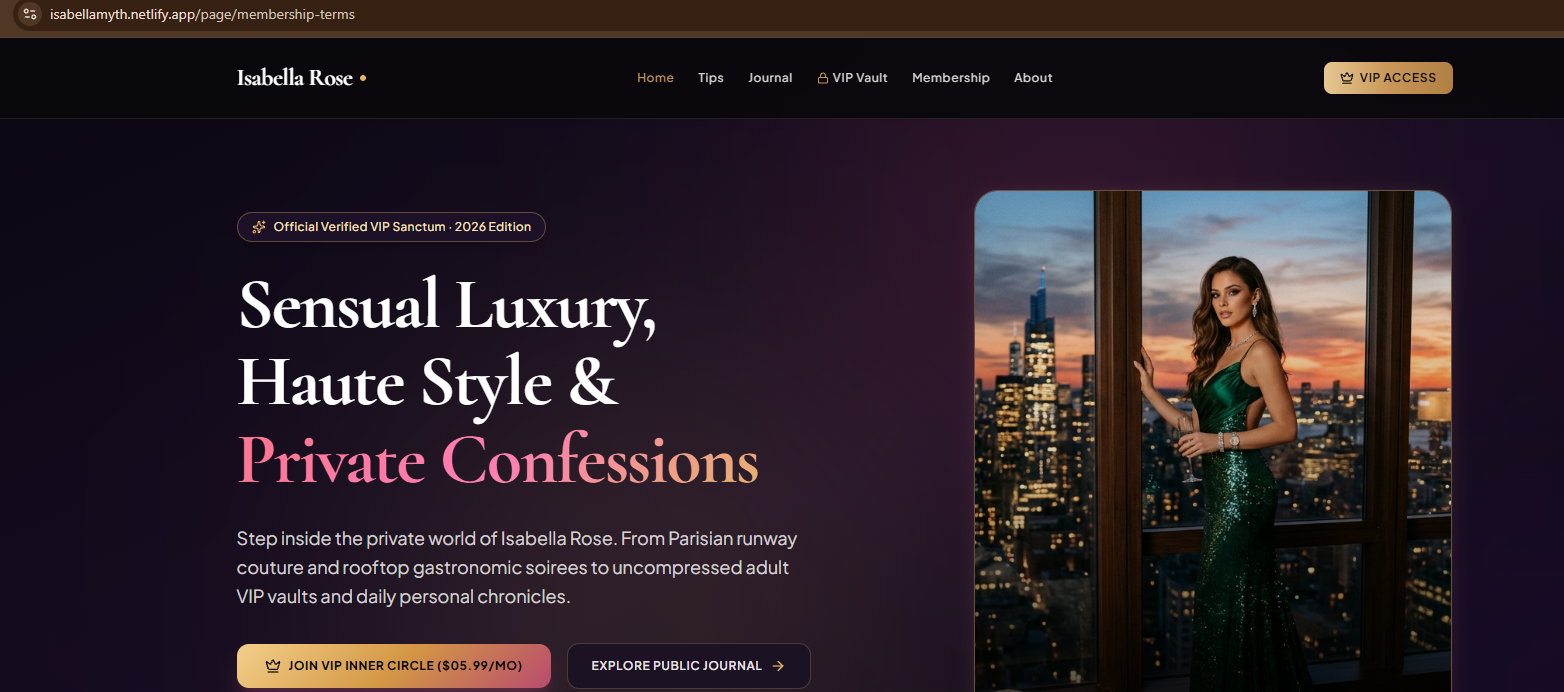 isabellamyth.netlify.app/page/membership-terms
Isabella Rose
Home Tips Journal VIP Vault Membership About
VIP ACCESS
Official Verified VIP Sanctum · 2026 Edition
Sensual Luxury,
Haute Style &
Private Confessions
Step inside the private world of Isabella Rose. From Parisian runway
couture and rooftop gastronomic soirees to uncompressed adult
VIP vaults and daily personal chronicles.
JOIN VIP INNER CIRCLE ($05.99/MO)
EXPLORE PUBLIC JOURNAL